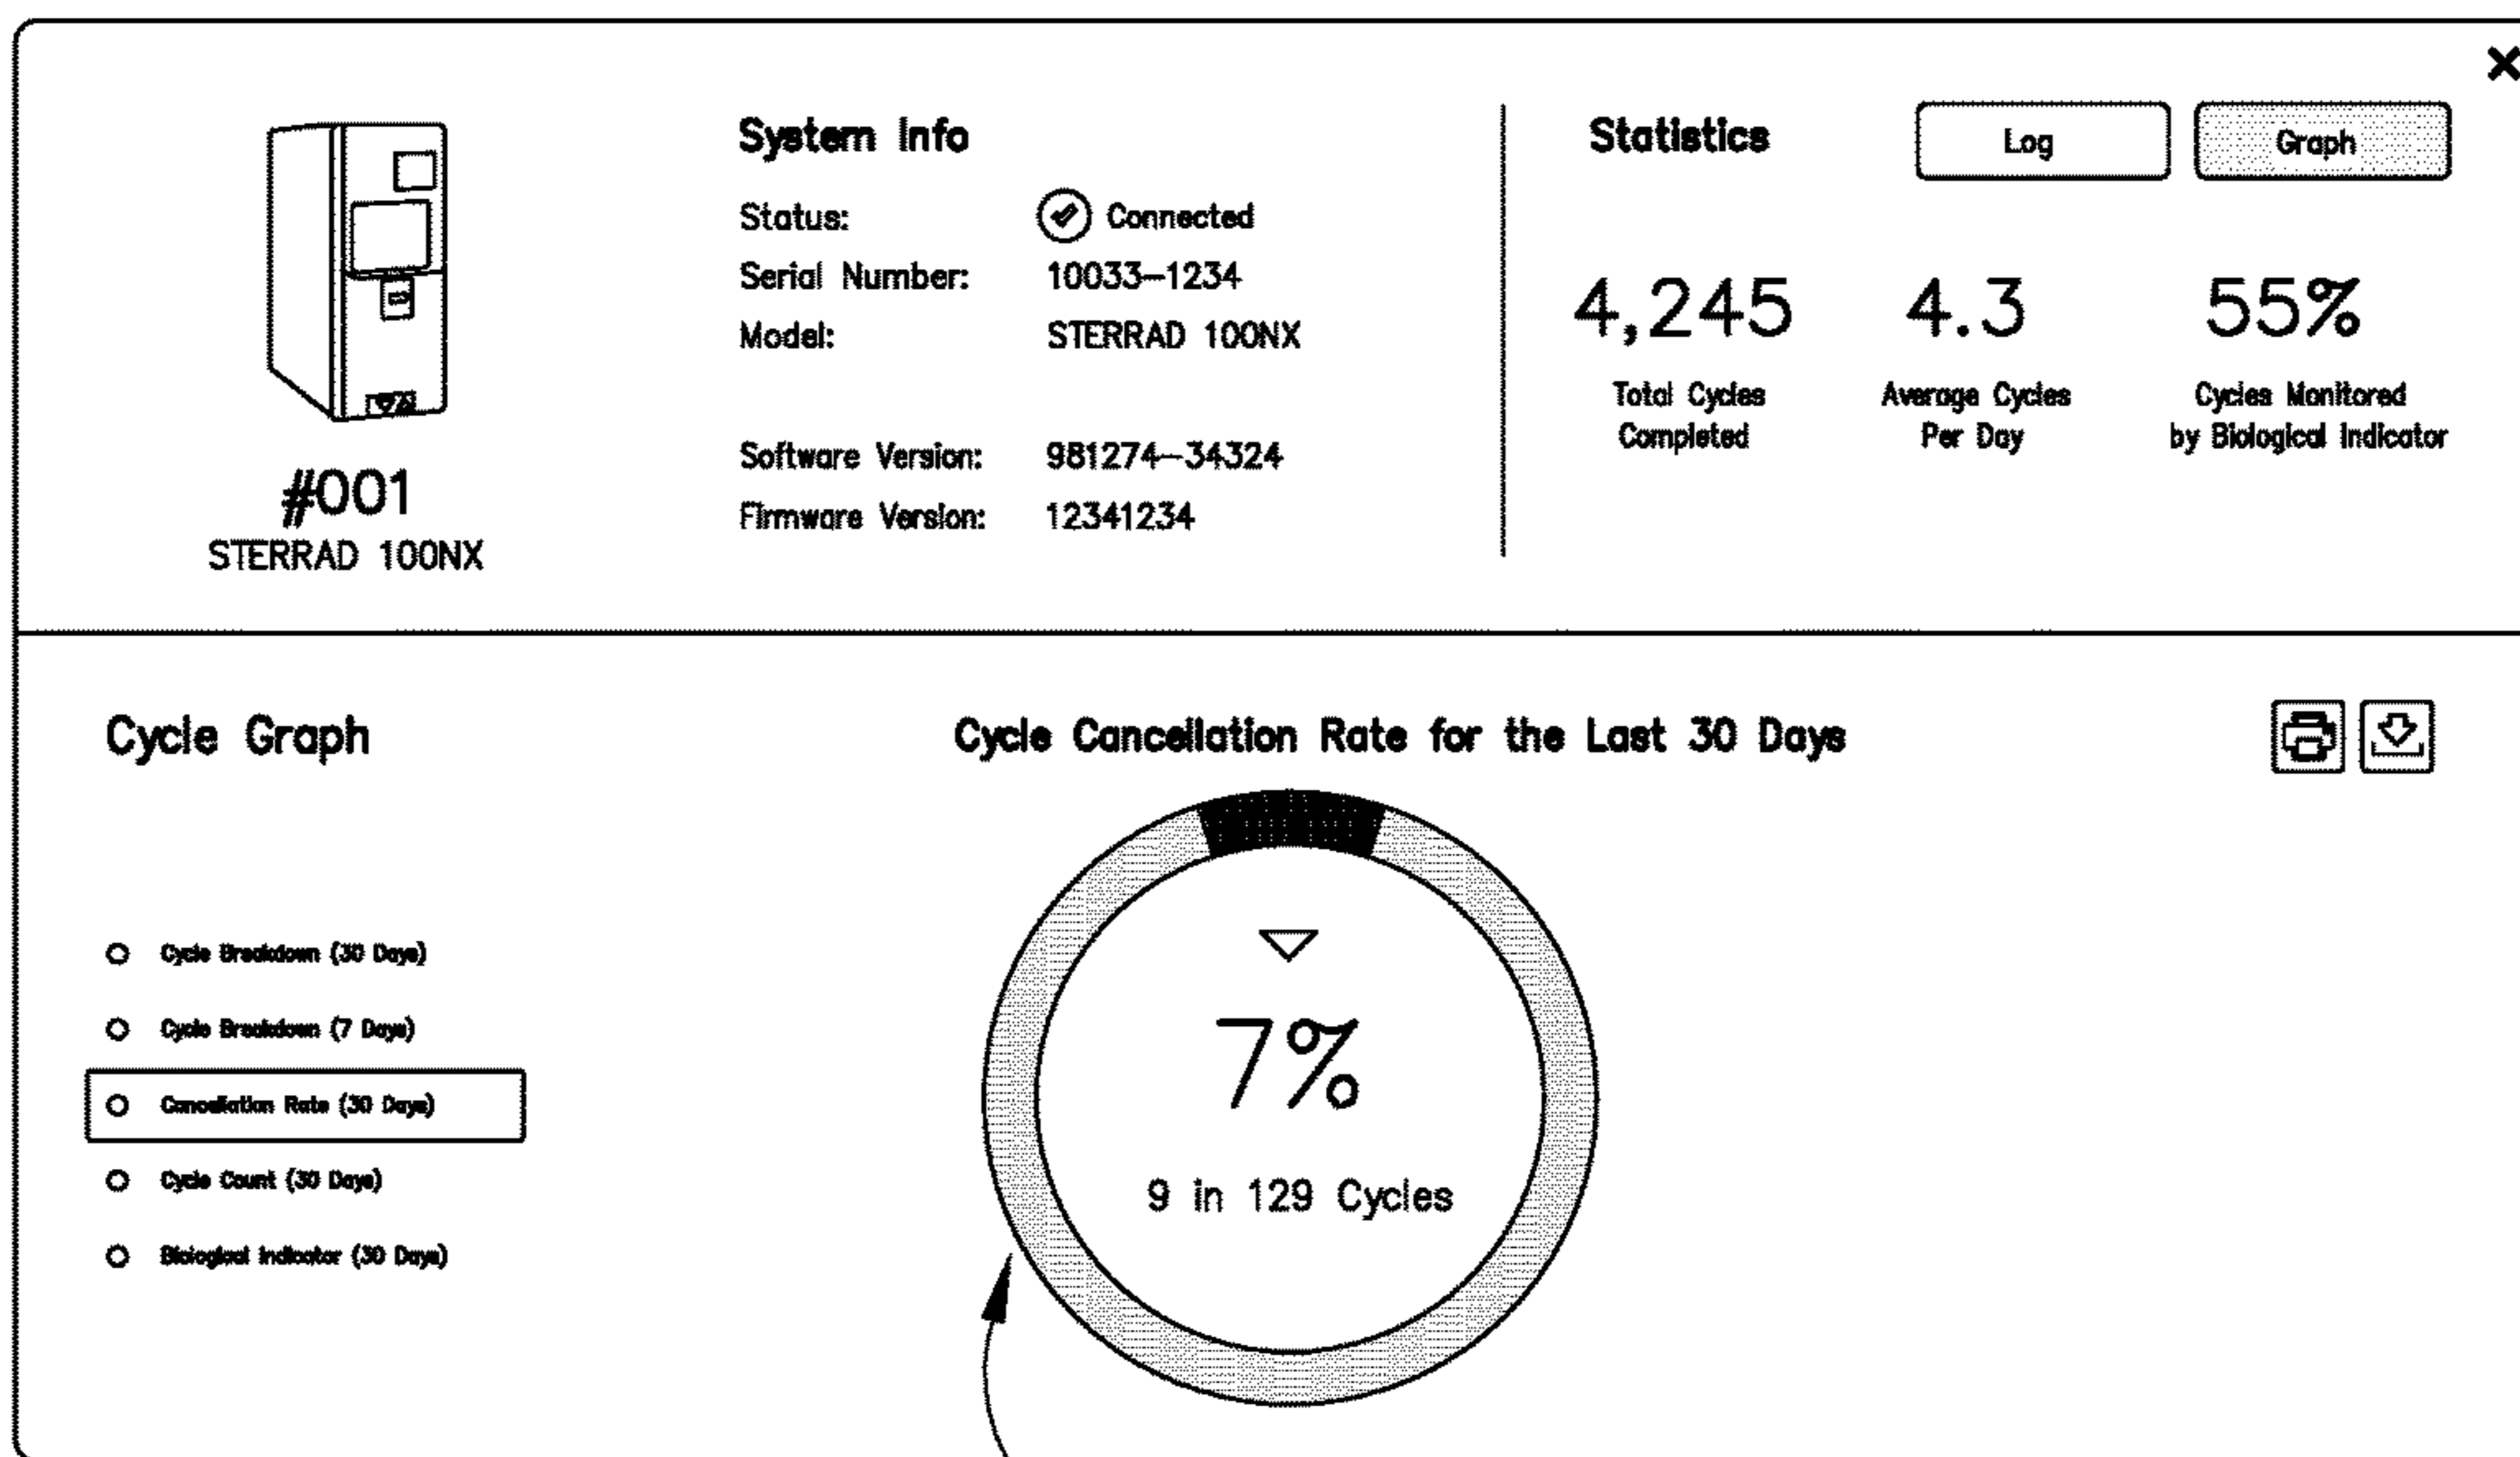 System Info
Status: Connected
Serial Number: 10033-1234
Model: STERRAD 100NX
Software Version: 981274-34324
Firmware Version: 12341234
#001
STERRAD 100NX
Statistics
Log
Graph
4,245
Total Cycles
Completed
4.3
Average Cycles
Per Day
55%
Cycles Monitored
by Biological Indicator
Cycle Graph
Cycle Breakdown (30 Days)
Cycle Breakdown (7 Days)
Cancellation Rate (30 Days)
Cycle Count (30 Days)
Biological Indicator (30 Days)
Cycle Cancellation Rate for the Last 30 Days
7%
9 in 129 Cycles